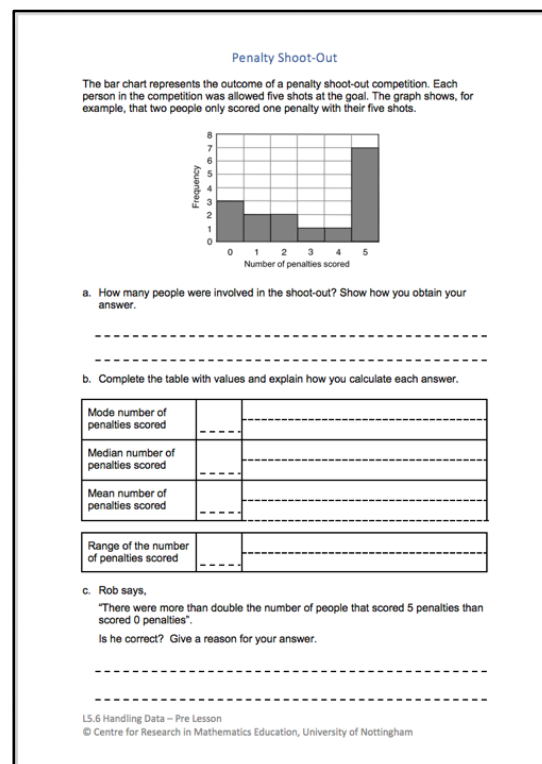 Penalty Shoot-Out
The bar chart represents the outcome of a penalty shoot-out competition. Each
person in the competition was allowed five shots at the goal. The graph shows, for
example, that two people only scored one penalty with their five shots.
8
7
6
5
4
3
2
1
0
Frequency
0 1 2 3 4 5
Number of penalties scored
a. How many people were involved in the shoot-out? Show how you obtain your
answer.
b. Complete the table with values and explain how you calculate each answer.
Mode number of
penalties scored
Median number of
penalties scored
Mean number of
penalties scored
Range of the number
of penalties scored
c. Rob says,
"There were more than double the number of people that scored 5 penalties than
scored 0 penalties".
Is he correct? Give a reason for your answer.
L5.6 Handling Data – Pre Lesson
© Centre for Research in Mathematics Education, University of Nottingham